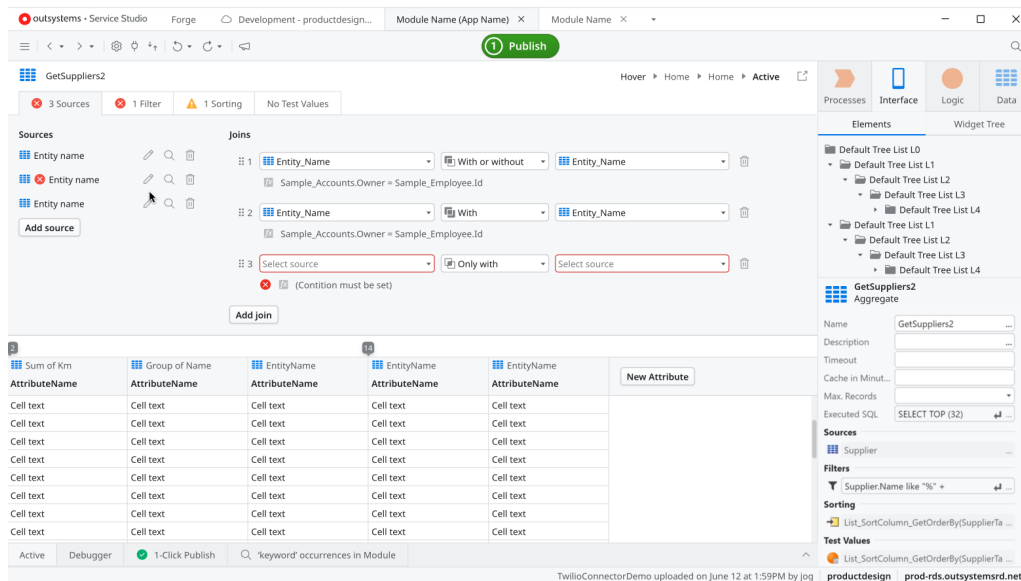 outsystems • Service Studio
Forge
Development - productdesign...
Module Name (App Name)
Module Name
1 Publish
GetSuppliers2
Hover Home Home Active
3 Sources
1 Filter
1 Sorting
No Test Values
Sources
Entity name
Entity name
Entity name
Add source
Joins
1 Entity_Name With or without Entity_Name
Sample_Accounts.Owner = Sample_Employee.Id
2 Entity_Name With Entity_Name
Sample_Accounts.Owner = Sample_Employee.Id
3 Select source Only with Select source
(Contition must be set)
Add join
2 14
Sum of Km Group of Name EntityName EntityName EntityName
AttributeName AttributeName AttributeName AttributeName AttributeName
New Attribute
Cell text Cell text Cell text Cell text Cell text
Cell text Cell text Cell text Cell text Cell text
Cell text Cell text Cell text Cell text Cell text
Cell text Cell text Cell text Cell text Cell text
Cell text Cell text Cell text Cell text Cell text
Cell text Cell text Cell text Cell text Cell text
Cell text Cell text Cell text Cell text Cell text
Cell text Cell text Cell text Cell text Cell text
Active
Debugger
1-Click Publish
'keyword' occurrences in Module
Processes
Interface
Logic
Data
Elements
Widget Tree
Default Tree List L0
Default Tree List L1
Default Tree List L2
Default Tree List L3
Default Tree List L4
Default Tree List L1
Default Tree List L2
Default Tree List L3
Default Tree List L4
GetSuppliers2
Aggregate
Name GetSuppliers2 ...
Description ...
Timeout
Cache in Minut...
Max. Records
Executed SQL SELECT TOP (32) ...
Sources
Supplier ...
Filters
Supplier.Name like "%" + ...
Sorting
List_SortColumn_GetOrderBy(SupplierTa ...
Test Values
List_SortColumn_GetOrderBy(SupplierTa ...
TwilioConnectorDemo uploaded on June 12 at 1:59PM by jog
productdesign
prod-rds.outsystemsrd.net